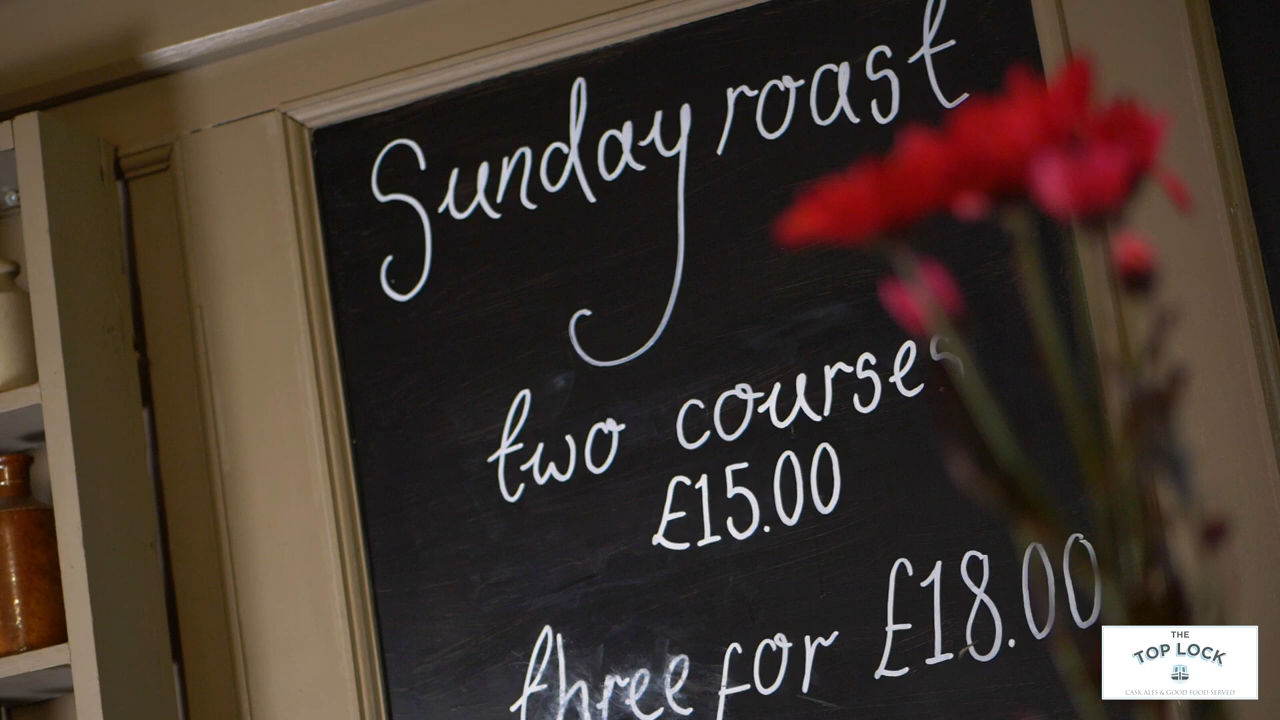 Sunday roast
two courses
£15.00
three for £18.00
THE
TOP LOCK
CASK ALES & GOOD FOOD SERVED